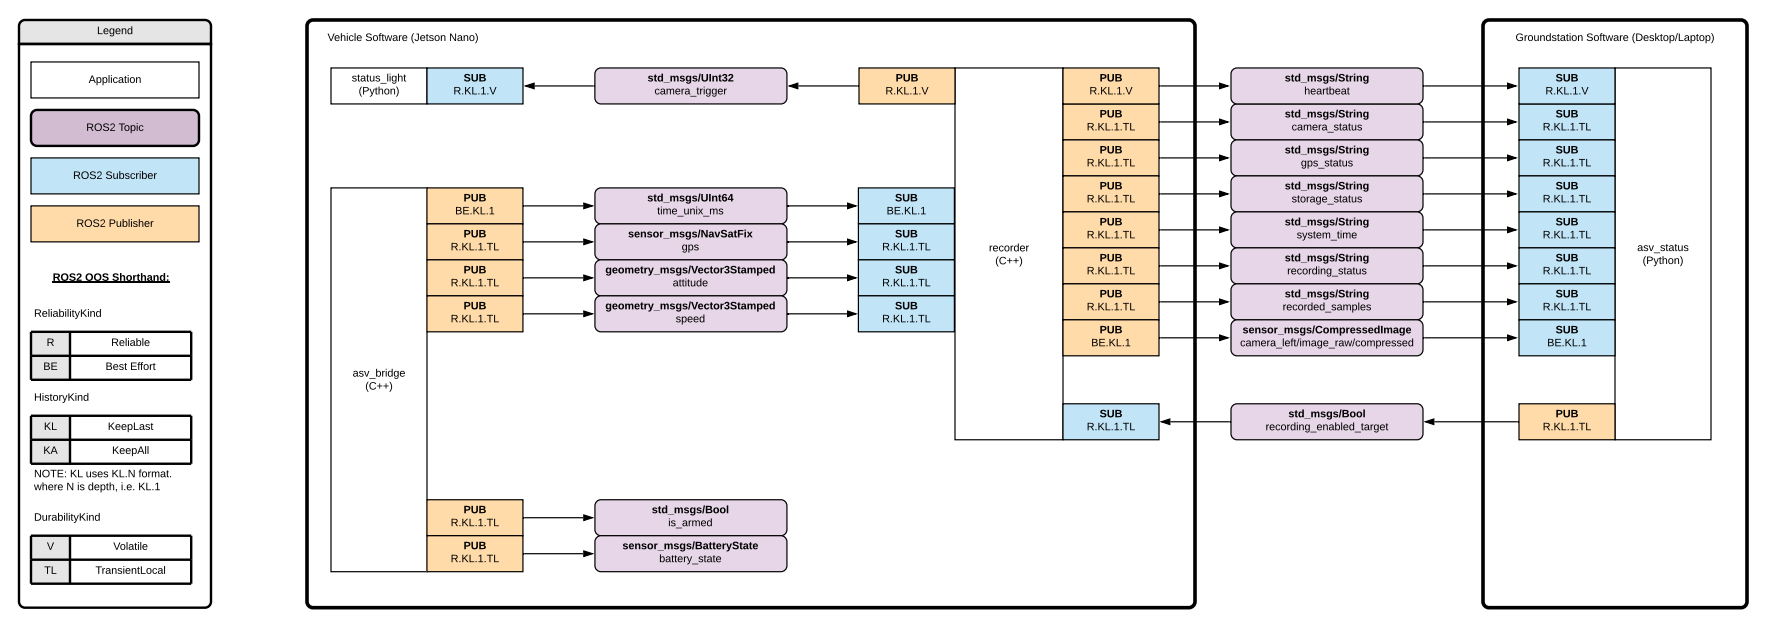 Legend
Application
ROS2 Topic
ROS2 Subscriber
ROS2 Publisher
ROS2 QOS Shorthand:
ReliabilityKind
R Reliable
BE Best Effort
HistoryKind
KL KeepLast
KA KeepAll
NOTE: KL uses KL.N format.
where N is depth, i.e. KL.1
DurabilityKind
V Volatile
TL TransientLocal
Vehicle Software (Jetson Nano)
status_light
(Python)
SUB
R.KL.1.V
std_msgs/UInt32
camera_trigger
PUB
R.KL.1.V
asv_bridge
(C++)
PUB
BE.KL.1
std_msgs/UInt64
time_unix_ms
SUB
BE.KL.1
PUB
R.KL.1.TL
sensor_msgs/NavSatFix
gps
SUB
R.KL.1.TL
PUB
R.KL.1.TL
geometry_msgs/Vector3Stamped
attitude
SUB
R.KL.1.TL
PUB
R.KL.1.TL
geometry_msgs/Vector3Stamped
speed
SUB
R.KL.1.TL
PUB
R.KL.1.TL
std_msgs/Bool
is_armed
PUB
R.KL.1.TL
sensor_msgs/BatteryState
battery_state
recorder
(C++)
PUB
R.KL.1.V
std_msgs/String
heartbeat
SUB
R.KL.1.V
PUB
R.KL.1.TL
std_msgs/String
camera_status
SUB
R.KL.1.TL
PUB
R.KL.1.TL
std_msgs/String
gps_status
SUB
R.KL.1.TL
PUB
R.KL.1.TL
std_msgs/String
storage_status
SUB
R.KL.1.TL
PUB
R.KL.1.TL
std_msgs/String
system_time
SUB
R.KL.1.TL
PUB
R.KL.1.TL
std_msgs/String
recording_status
SUB
R.KL.1.TL
PUB
R.KL.1.TL
std_msgs/String
recorded_samples
SUB
R.KL.1.TL
PUB
BE.KL.1
sensor_msgs/CompressedImage
camera_left/image_raw/compressed
SUB
BE.KL.1
SUB
R.KL.1.TL
std_msgs/Bool
recording_enabled_target
PUB
R.KL.1.TL
Groundstation Software (Desktop/Laptop)
asv_status
(Python)